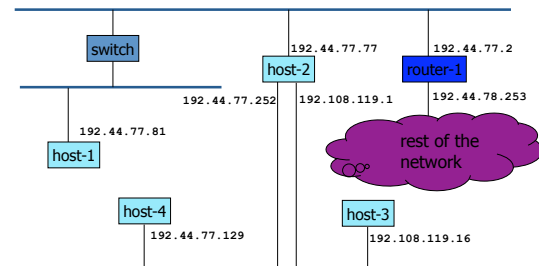 switch
192.44.77.77
192.44.77.2
host-2
router-1
192.44.77.252
192.108.119.1
192.44.78.253
192.44.77.81
host-1
rest of the
network
host-4
host-3
192.44.77.129
192.108.119.16